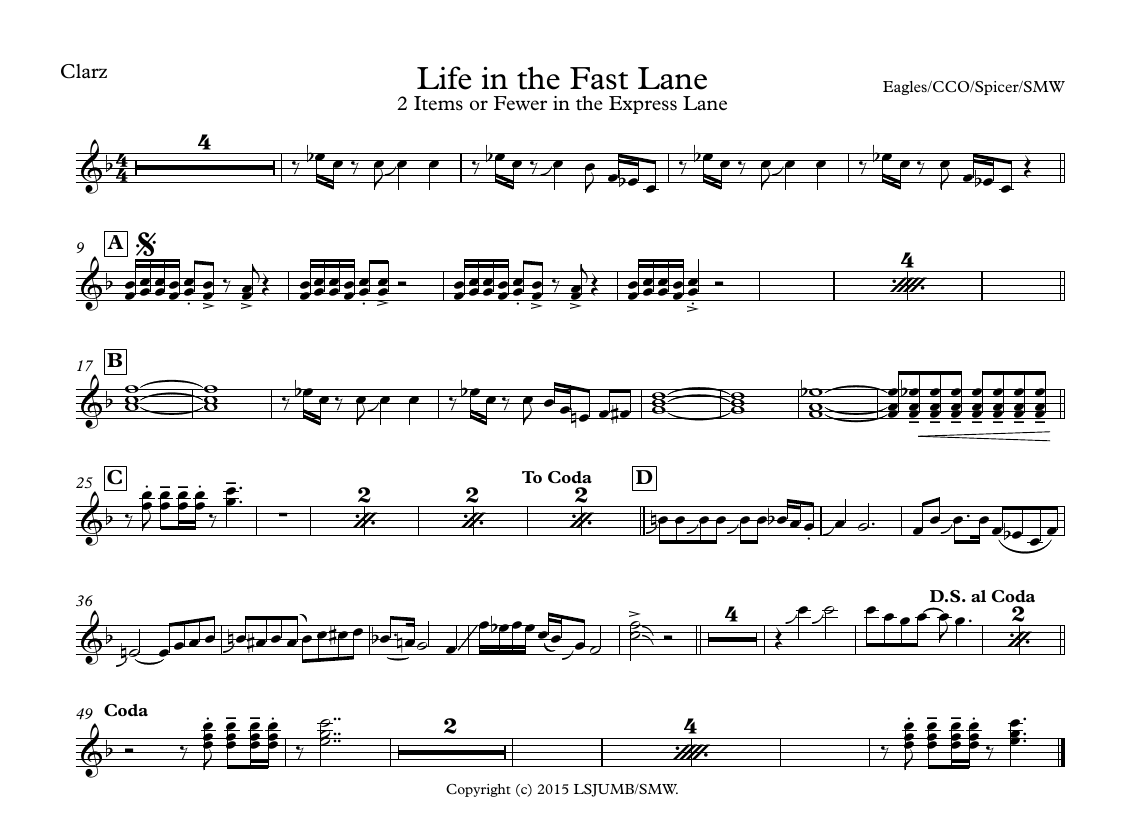 Clarz
Life in the Fast Lane
2 Items or Fewer in the Express Lane
Eagles/CCO/Spicer/SMW
4
4
4
9
A
4
17
B
25
C
2
2
To Coda
2
D
36
4
D.S. al Coda
2
49
Coda
2
4
Copyright (c) 2015 LSJUMB/SMW.